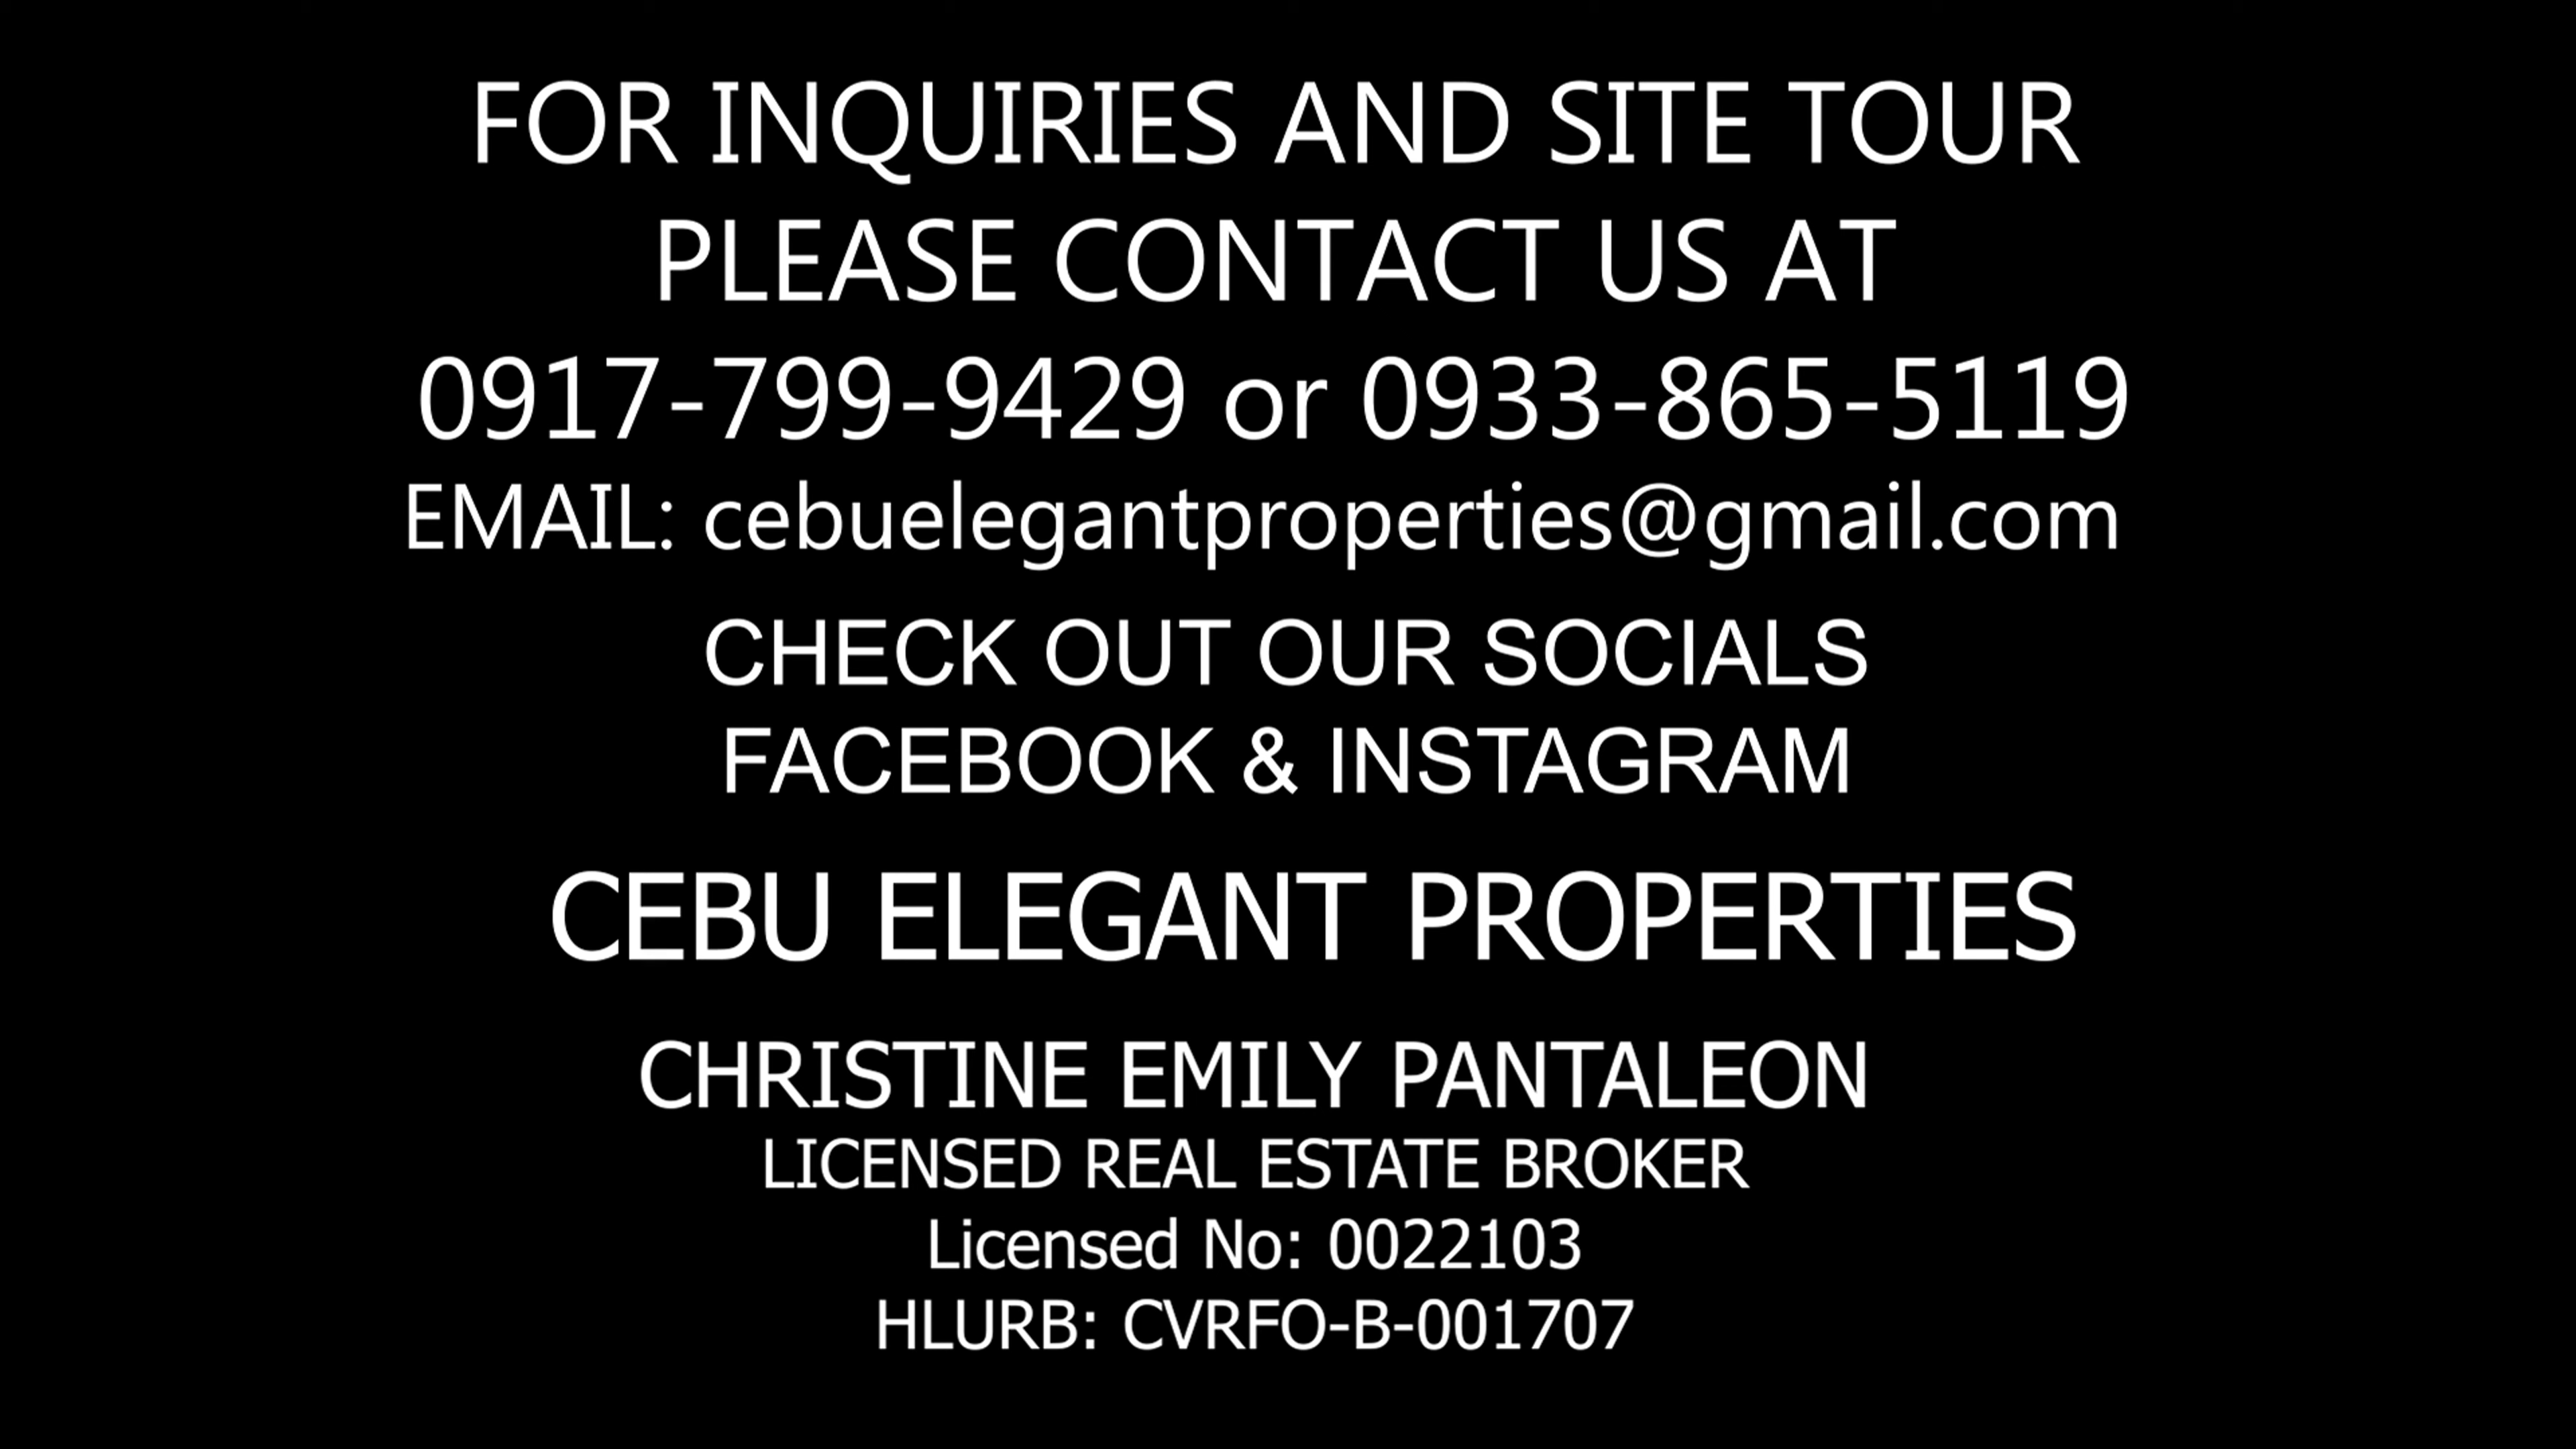 FOR INQUIRIES AND SITE TOUR
PLEASE CONTACT US AT
0917-799-9429 or 0933-865-5119
EMAIL: cebuelegantproperties@gmail.com
CHECK OUT OUR SOCIALS
FACEBOOK & INSTAGRAM
CEBU ELEGANT PROPERTIES
CHRISTINE EMILY PANTALEON
LICENSED REAL ESTATE BROKER
Licensed No: 0022103
HLURB: CVRFO-B-001707